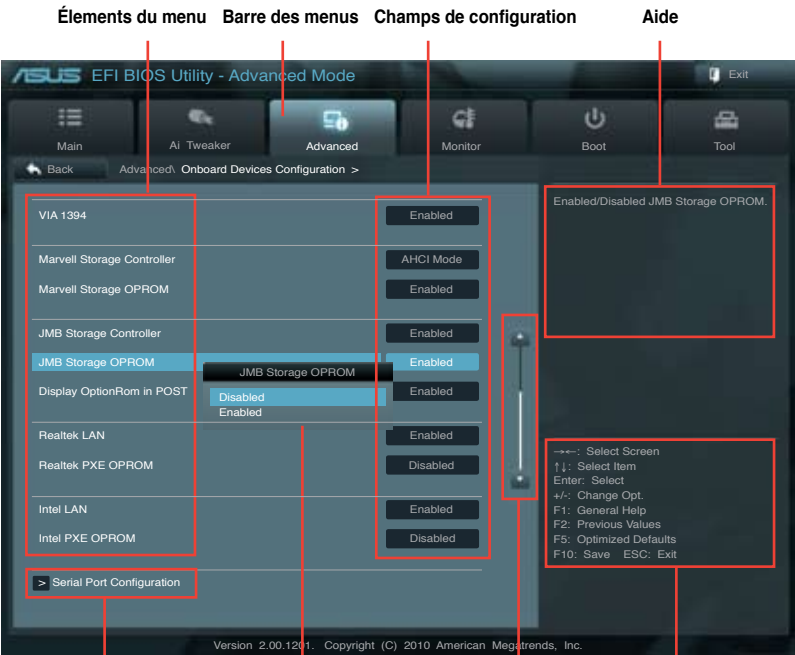 Élements du menu Barre des menus Champs de configuration Aide
ASUS EFI BIOS Utility - Advanced Mode Exit
Main Ai Tweaker Advanced Monitor Boot Tool
Back Advanced\ Onboard Devices Configuration >
Enabled/Disabled JMB Storage OPROM.
VIA 1394 Enabled
Marvell Storage Controller AHCI Mode
Marvell Storage OPROM Enabled
JMB Storage Controller Enabled
JMB Storage OPROM Enabled
JMB Storage OPROM
Disabled
Enabled
Display OptionRom in POST Enabled
Realtek LAN Enabled
Realtek PXE OPROM Disabled
Intel LAN Enabled
Intel PXE OPROM Disabled
> Serial Port Configuration
→←: Select Screen
↑↓: Select Item
Enter: Select
+/-: Change Opt.
F1: General Help
F2: Previous Values
F5: Optimized Defaults
F10: Save ESC: Exit
Version 2.00.1201. Copyright (C) 2010 American Megatrends, Inc.